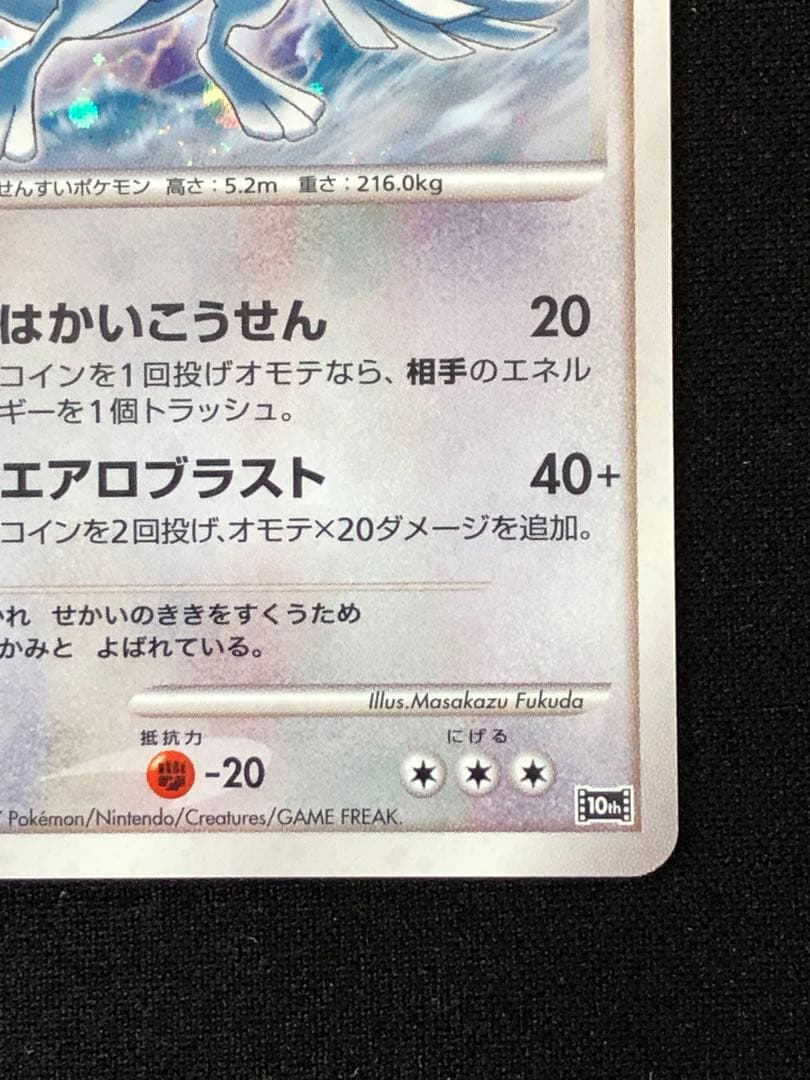 せんすいポケモン 高さ：5.2m 重さ：216.0kg
はかいこうせん 20
コインを1回投げオモテなら、相手のエネル
ギーを1個トラッシュ。
エアロブラスト 40+
コインを2回投げ、オモテ×20ダメージを追加。
れ せかいのききをすくうため
かみと よばれている。
Illus.Masakazu Fukuda
抵抗力 にげる
-20
Pokémon/Nintendo/Creatures/GAME FREAK.
10th